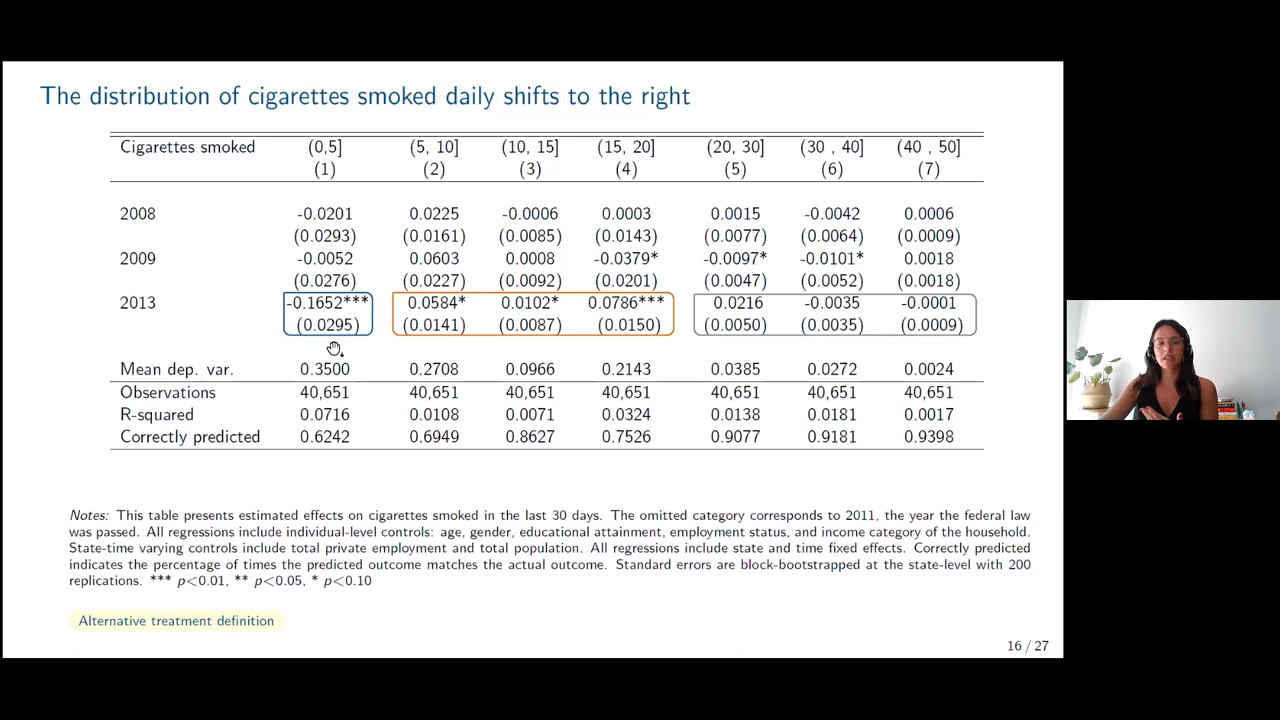 The distribution of cigarettes smoked daily shifts to the right
Cigarettes smoked (0,5] (5, 10] (10, 15] (15, 20] (20, 30] (30 , 40] (40 , 50]
(1) (2) (3) (4) (5) (6) (7)
2008 -0.0201 0.0225 -0.0006 0.0003 0.0015 -0.0042 0.0006
(0.0293) (0.0161) (0.0085) (0.0143) (0.0077) (0.0064) (0.0009)
2009 -0.0052 0.0603 0.0008 -0.0379* -0.0097* -0.0101* 0.0018
(0.0276) (0.0227) (0.0092) (0.0201) (0.0047) (0.0052) (0.0018)
2013 -0.1652*** 0.0584* 0.0102* 0.0786*** 0.0216 -0.0035 -0.0001
(0.0295) (0.0141) (0.0087) (0.0150) (0.0050) (0.0035) (0.0009)
Mean dep. var. 0.3500 0.2708 0.0966 0.2143 0.0385 0.0272 0.0024
Observations 40,651 40,651 40,651 40,651 40,651 40,651 40,651
R-squared 0.0716 0.0108 0.0071 0.0324 0.0138 0.0181 0.0017
Correctly predicted 0.6242 0.6949 0.8627 0.7526 0.9077 0.9181 0.9398
Notes: This table presents estimated effects on cigarettes smoked in the last 30 days. The omitted category corresponds to 2011, the year the federal law
was passed. All regressions include individual-level controls: age, gender, educational attainment, employment status, and income category of the household.
State-time varying controls include total private employment and total population. All regressions include state and time fixed effects. Correctly predicted
indicates the percentage of times the predicted outcome matches the actual outcome. Standard errors are block-bootstrapped at the state-level with 200
replications. *** p<0.01, ** p<0.05, * p<0.10
Alternative treatment definition
16 / 27